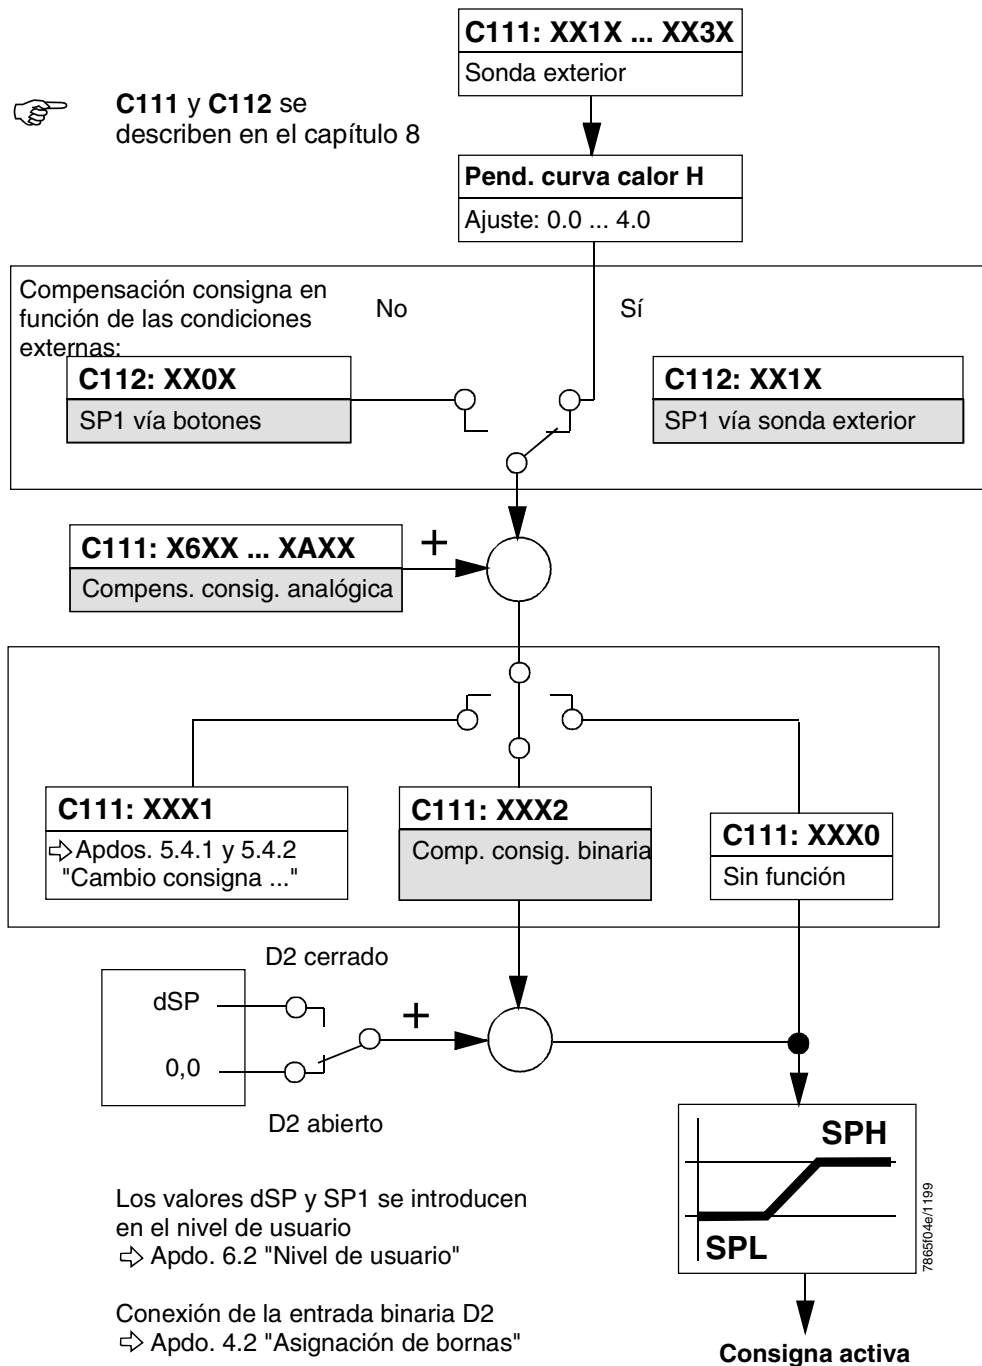 C111: XX1X ... XX3X
Sonda exterior
C111 y C112 se
describen en el capítulo 8
Pend. curva calor H
Ajuste: 0.0 ... 4.0
Compensación consigna en
función de las condiciones
externas:
No
Sí
C112: XX0X
SP1 vía botones
C112: XX1X
SP1 vía sonda exterior
C111: X6XX ... XAXX
Compens. consig. analógica
+
C111: XXX1
Apdos. 5.4.1 y 5.4.2
"Cambio consigna ..."
C111: XXX2
Comp. consig. binaria
C111: XXX0
Sin función
D2 cerrado
dSP
+
0,0
D2 abierto
SPH
SPL
7865f04e/1199
Los valores dSP y SP1 se introducen
en el nivel de usuario
Apdo. 6.2 "Nivel de usuario"
Conexión de la entrada binaria D2
Apdo. 4.2 "Asignación de bornas"
Consigna activa